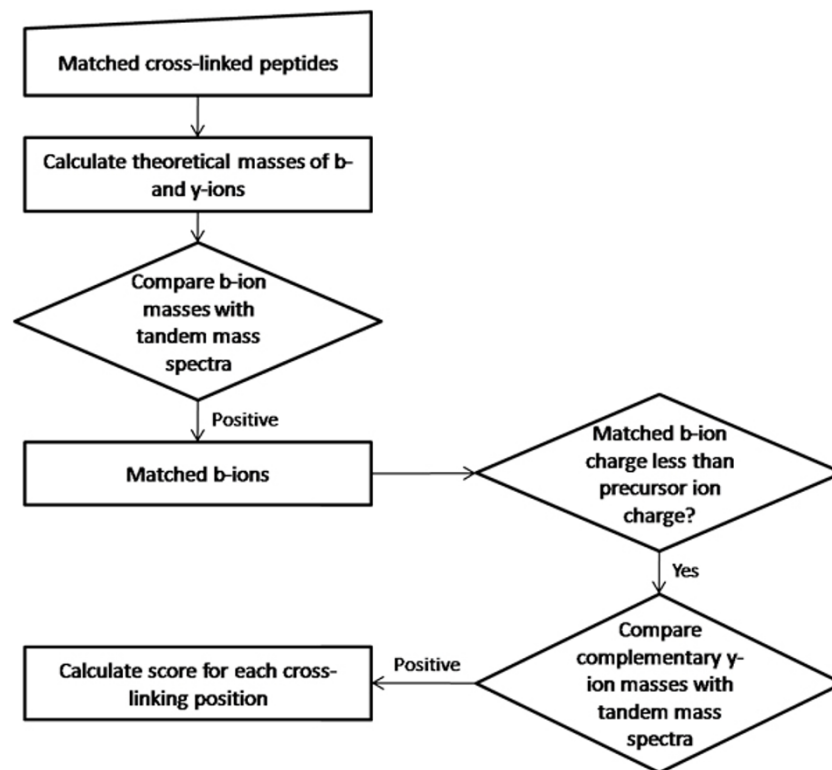 Matched cross-linked peptides
Calculate theoretical masses of b-
and y-ions
Compare b-ion
masses with
tandem mass
spectra
Positive
Matched b-ions
Matched b-ion
charge less than
precursor ion
charge?
Yes
Compare
complementary y-
ion masses with
tandem mass
spectra
Positive
Calculate score for each cross-
linking position